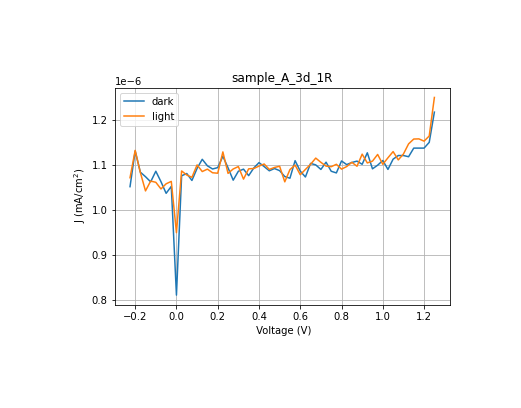 sample_A_3d_1R
1e−6
dark
light
1.2
1.1
1.0
0.9
0.8
J (mA/cm²)
−0.2 0.0 0.2 0.4 0.6 0.8 1.0 1.2
Voltage (V)